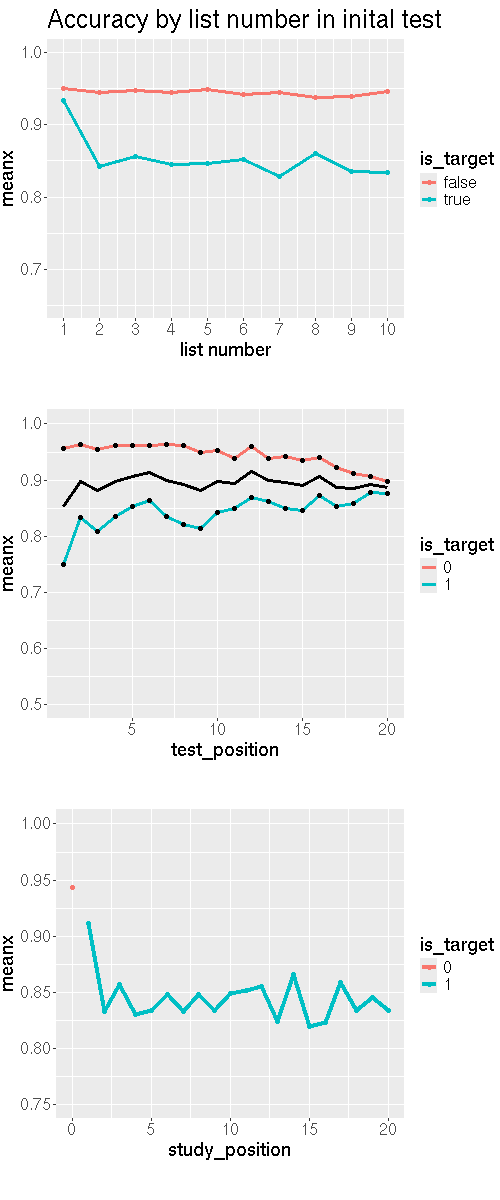 Accuracy by list number in inital test
1.0
0.9
0.8
0.7
meanx
1 2 3 4 5 6 7 8 9 10
list number
is_target
false
true
1.0
0.9
0.8
0.7
0.6
0.5
meanx
5 10 15 20
test_position
is_target
0
1
1.00
0.95
0.90
0.85
0.80
0.75
meanx
0 5 10 15 20
study_position
is_target
0
1